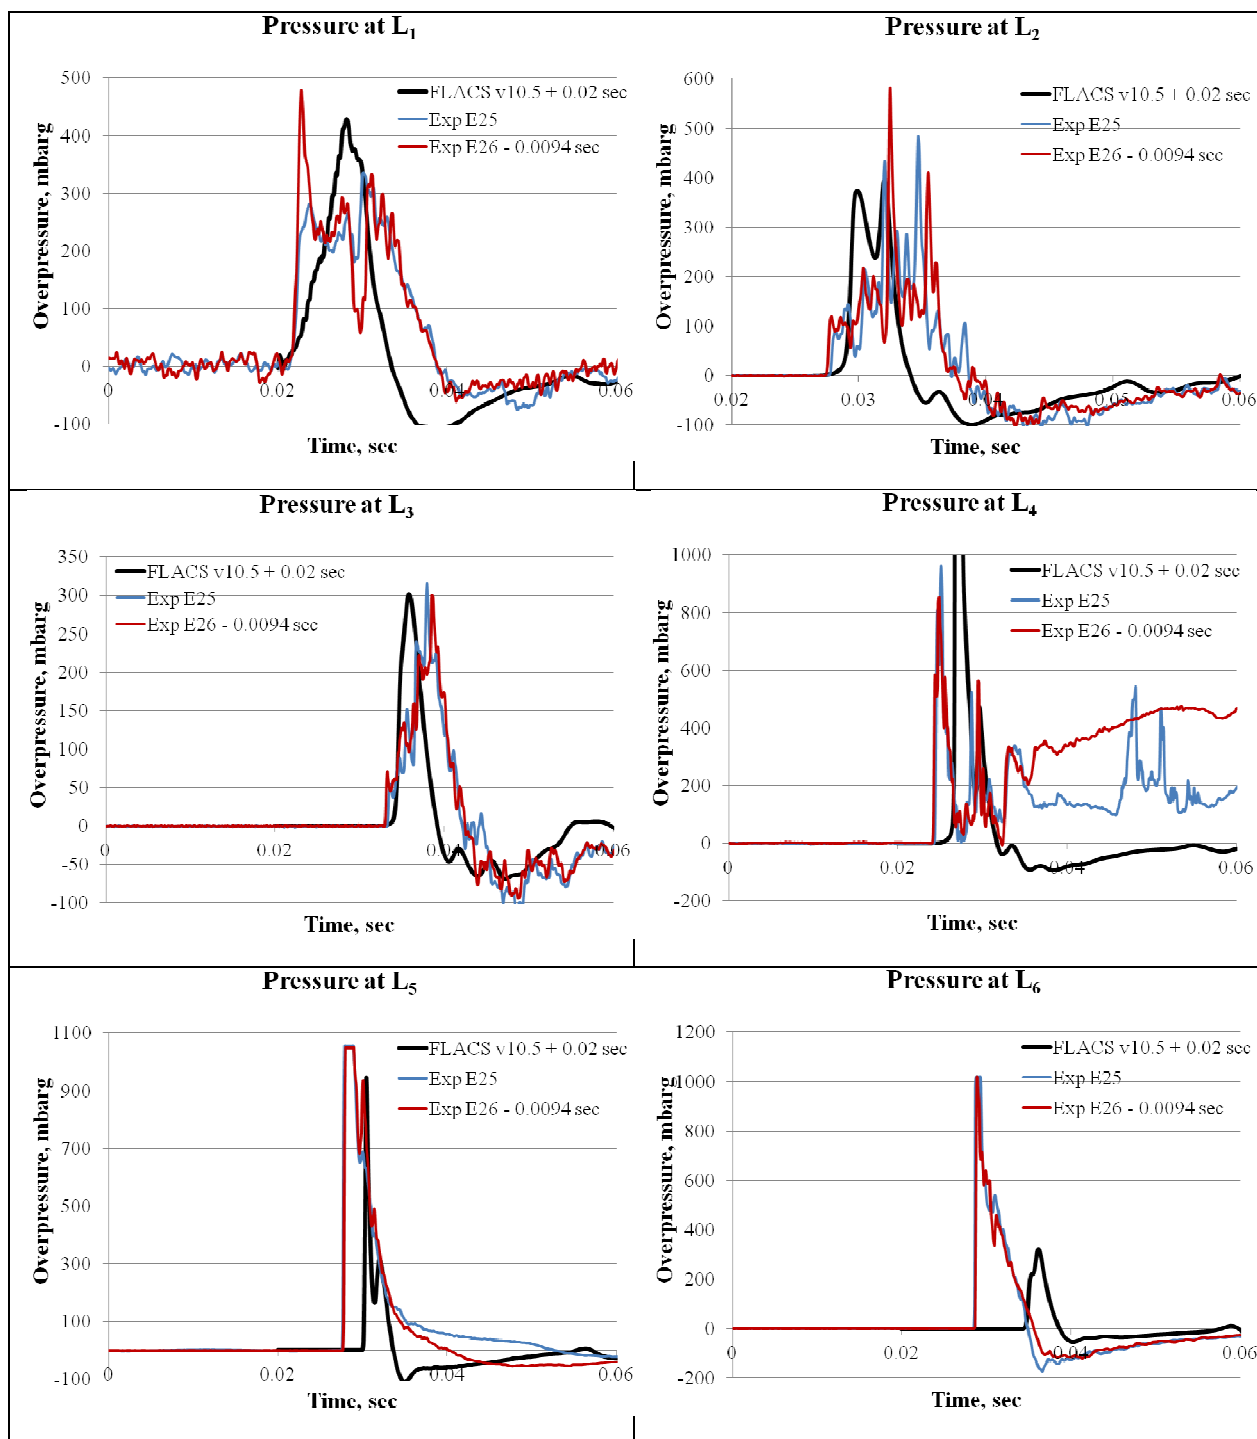 Pressure at L1
500
400
300
200
100
0
-100
0
0.02
0.04
0.06
Overpressure, mbarg
Time, sec
FLACS v10.5 + 0.02 sec
Exp E25
Exp E26 - 0.0094 sec
Pressure at L2
600
500
400
300
200
100
0
-100
0.02
0.03
0.04
0.05
0.06
Overpressure, mbarg
Time, sec
FLACS v10.5 + 0.02 sec
Exp E25
Exp E26 - 0.0094 sec
Pressure at L3
350
300
250
200
150
100
50
0
-50
-100
0
0.02
0.04
0.06
Overpressure, mbarg
Time, sec
FLACS v10.5 + 0.02 sec
Exp E25
Exp E26 - 0.0094 sec
Pressure at L4
1000
800
600
400
200
0
-200
0
0.02
0.04
0.06
Overpressure, mbarg
Time, sec
FLACS v10.5 + 0.02 sec
Exp E25
Exp E26 - 0.0094 sec
Pressure at L5
1100
900
700
500
300
100
-100
0
0.02
0.04
0.06
Overpressure, mbarg
Time, sec
FLACS v10.5 + 0.02 sec
Exp E25
Exp E26 - 0.0094 sec
Pressure at L6
1200
1000
800
600
400
200
0
-200
0
0.02
0.04
0.06
Overpressure, mbarg
Time, sec
FLACS v10.5 + 0.02 sec
Exp E25
Exp E26 - 0.0094 sec